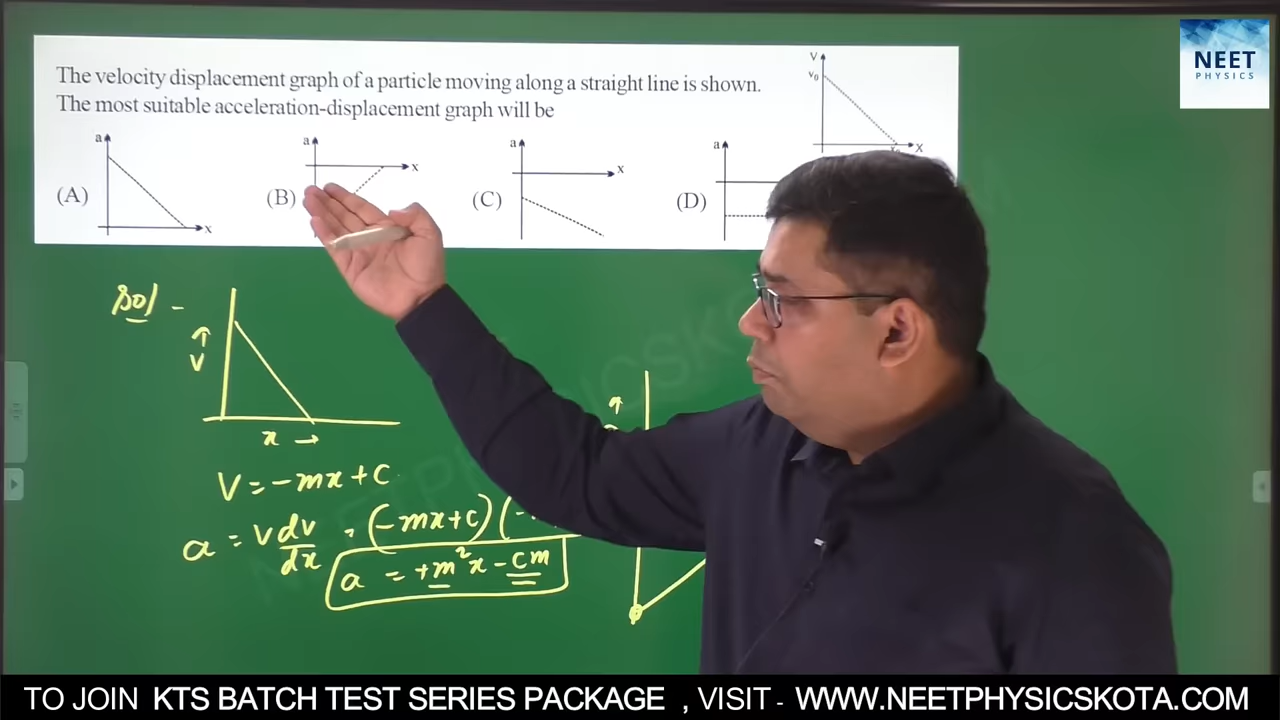 NEET
PHYSICS
The velocity displacement graph of a particle moving along a straight line is shown.
The most suitable acceleration-displacement graph will be
V
v₀
X
(A)
a
x
(B)
a
x
(C)
a
x
(D)
a
Sol -
V
x →
V = -mx + C
a = v dv/dx = (-mx+c)(-
a = +m²x - cm
TO JOIN KTS BATCH TEST SERIES PACKAGE , VISIT - WWW.NEETPHYSICSKOTA.COM